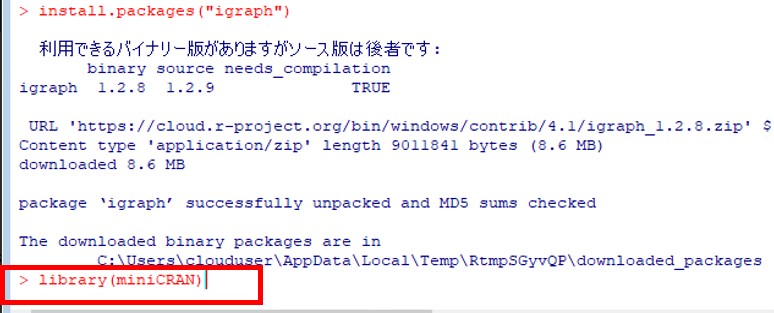 > install.packages("igraph")
利用できるバイナリー版がありますがソース版は後者です:
binary source needs_compilation
igraph 1.2.8 1.2.9 TRUE
URL 'https://cloud.r-project.org/bin/windows/contrib/4.1/igraph_1.2.8.zip' $
Content type 'application/zip' length 9011841 bytes (8.6 MB)
downloaded 8.6 MB
package ‘igraph’ successfully unpacked and MD5 sums checked
The downloaded binary packages are in
C:\Users\clouduser\AppData\Local\Temp\RtmpSGyvQP\downloaded_packages
> library(miniCRAN)